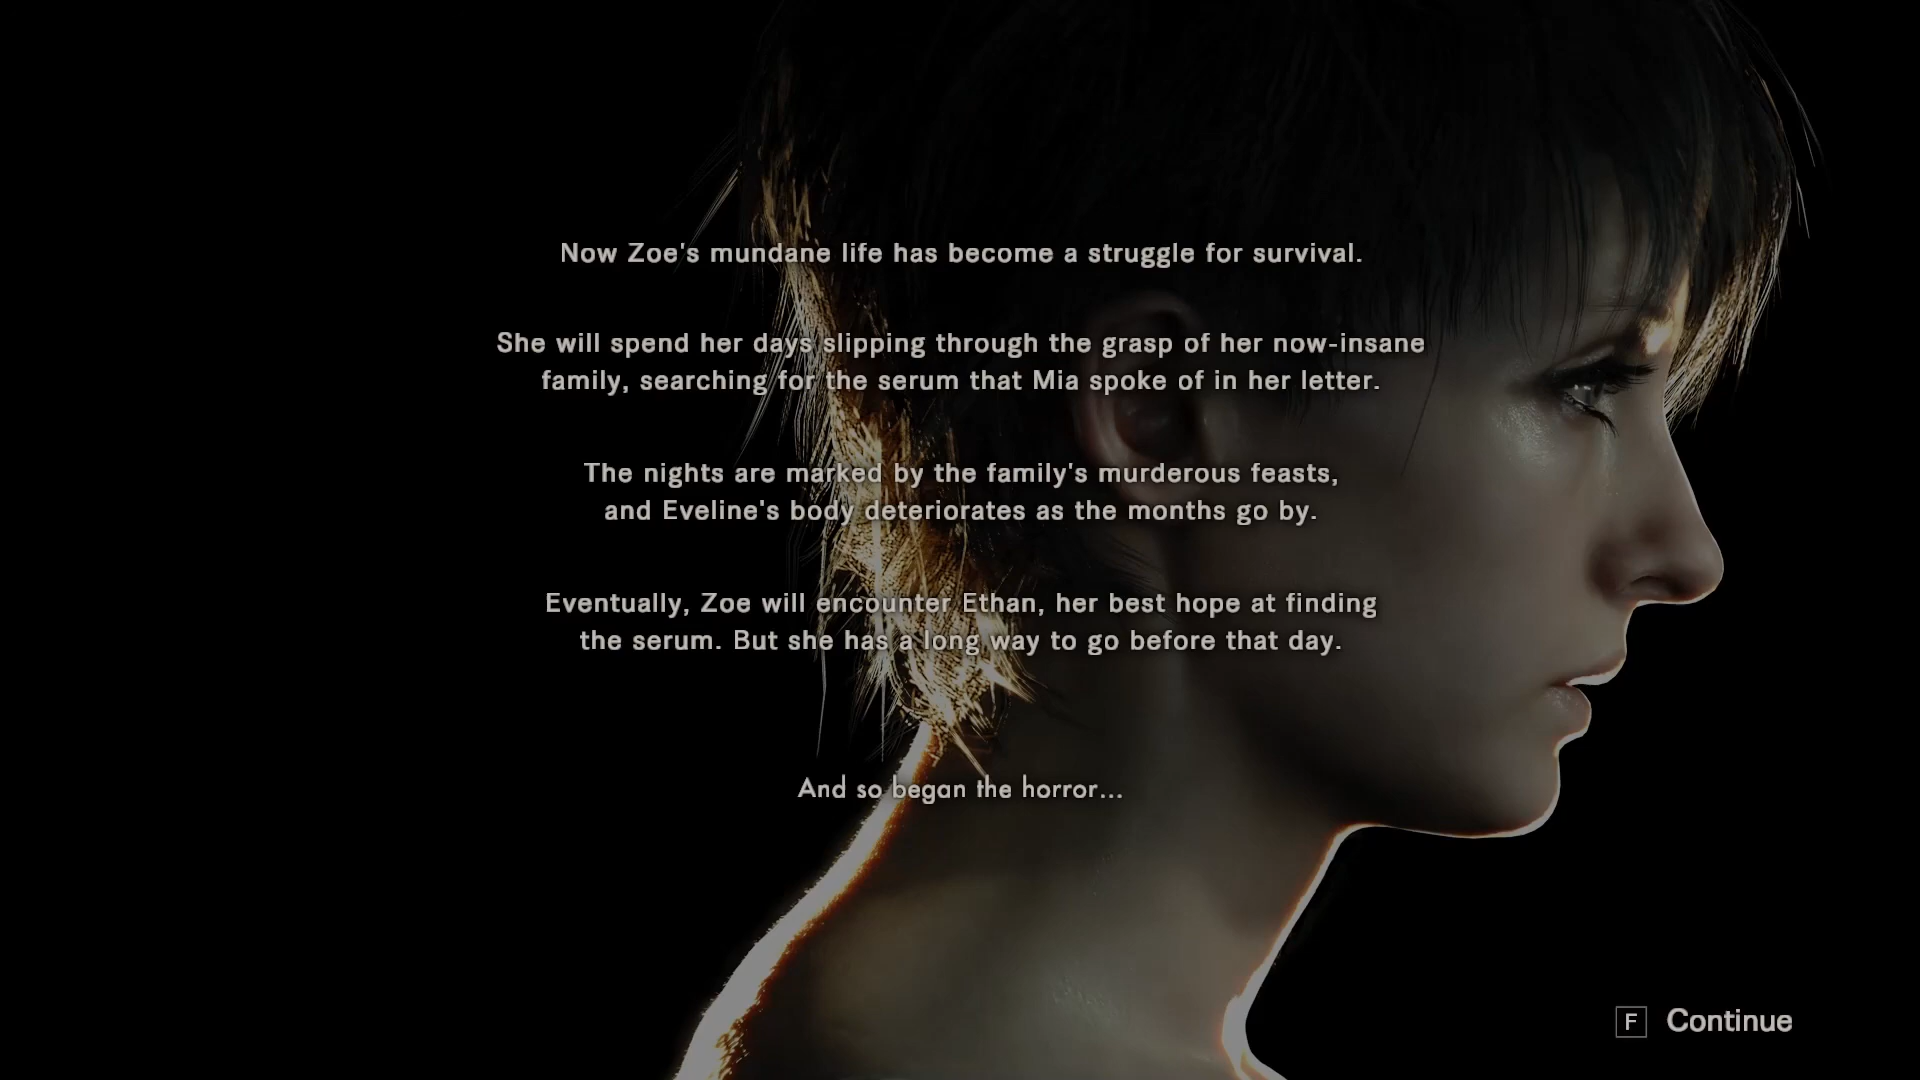 Now Zoe's mundane life has become a struggle for survival.
She will spend her days slipping through the grasp of her now-insane
family, searching for the serum that Mia spoke of in her letter.
The nights are marked by the family's murderous feasts,
and Eveline's body deteriorates as the months go by.
Eventually, Zoe will encounter Ethan, her best hope at finding
the serum. But she has a long way to go before that day.
And so began the horror...
F Continue